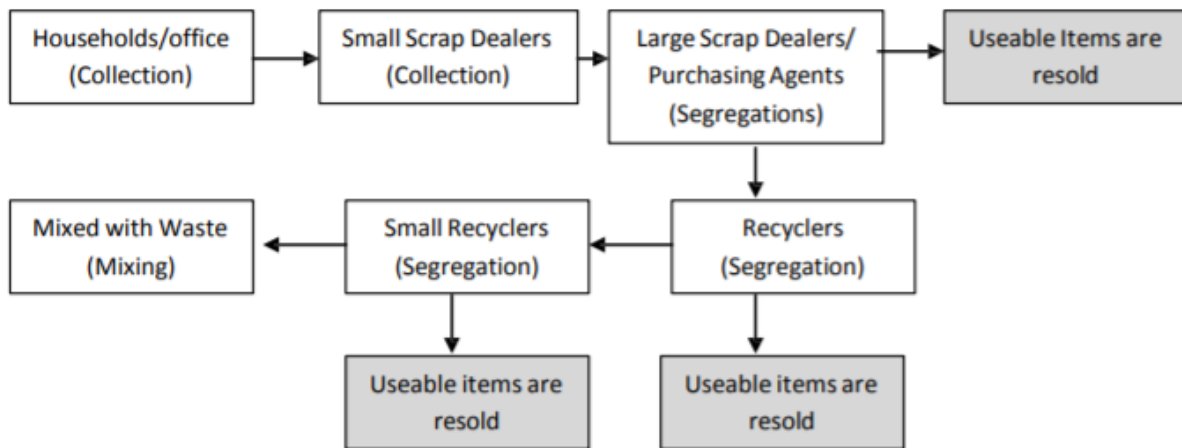 Households/office
(Collection)
Small Scrap Dealers
(Collection)
Large Scrap Dealers/
Purchasing Agents
(Segregations)
Useable Items are
resold
Mixed with Waste
(Mixing)
Small Recyclers
(Segregation)
Recyclers
(Segregation)
Useable items are
resold
Useable items are
resold